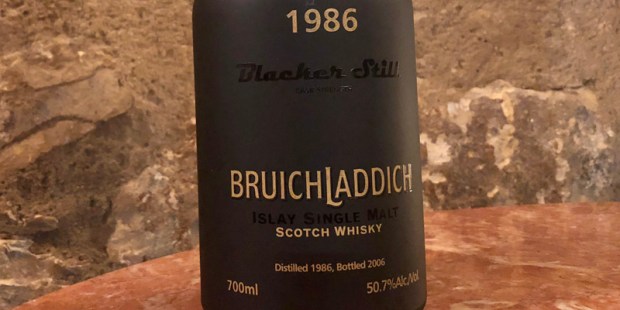 1986
Blacker Still
BRUICHLADDICH
ISLAY SINGLE MALT
SCOTCH WHISKY
Distilled 1986, Bottled 2006
700ml 50.7%Alc/Vol